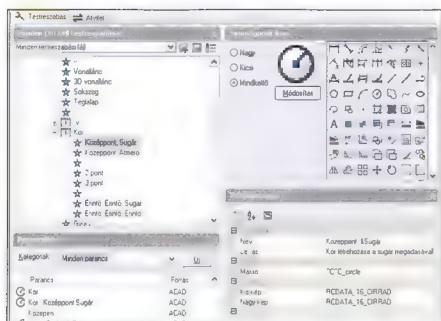 Testreszabás Átvitel
Minden testreszabási fájl
Vonallánc
3D vonallánc
Sokszög
Téglalap
Ív
Kör
Középpont, Sugár
Középpont, Átmérő
2 pont
3 pont
Érintő, Érintő, Sugár
Érintő, Érintő, Érintő
Kategóriák: Minden parancs
Új
Parancs Forrás
Kör ACAD
Kör Középpont Sugár ACAD
ACAD
Nagy
Kicsi
Mindkettő
Módosítás
Név Középpont, &Sugár
Kör létrehozása a sugár megadásával
Makró ^C^C_circle
RCDATA_16_CIRRAD
RCDATA_16_CIRRAD